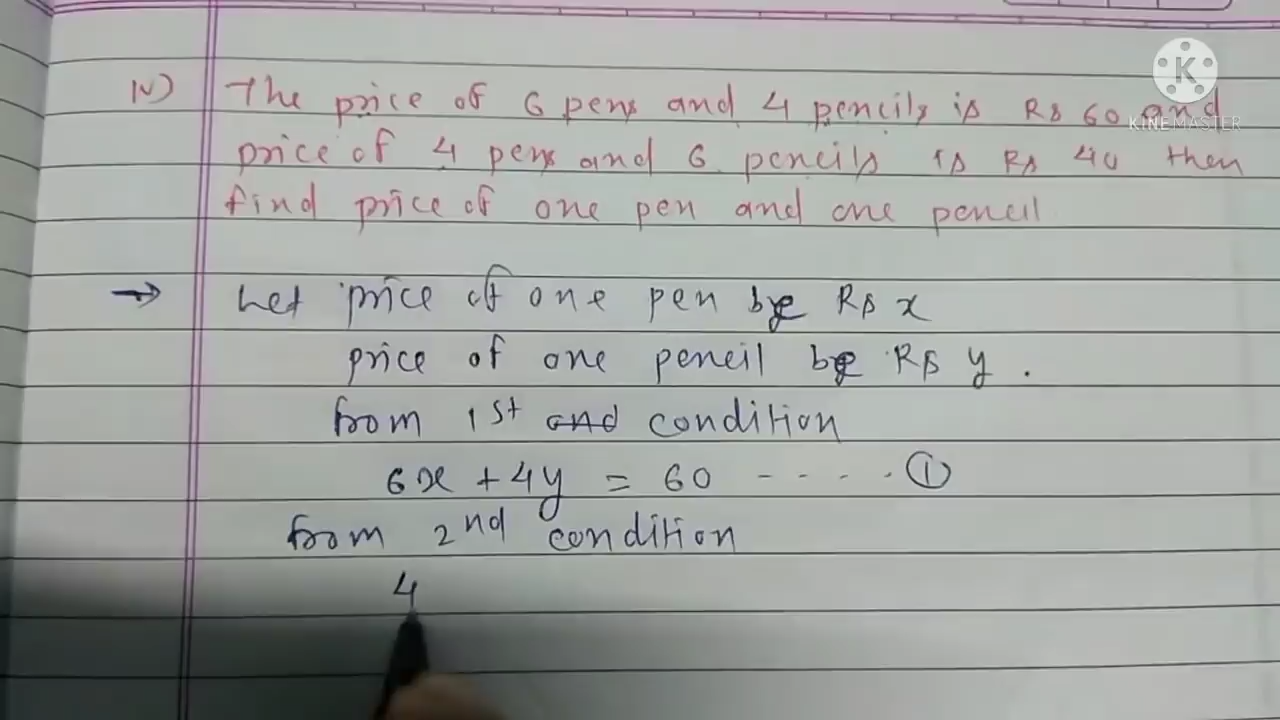 IV) The price of 6 pens and 4 pencils is Rs 60 and
price of 4 pens and 6 pencils is Rs 40 then
find price of one pen and one pencil
→ Let price of one pen be Rs x
price of one pencil be Rs y.
from 1st and condition
6x + 4y = 60 - - - - . ①
from 2nd condition
4
K
KINEMASTER